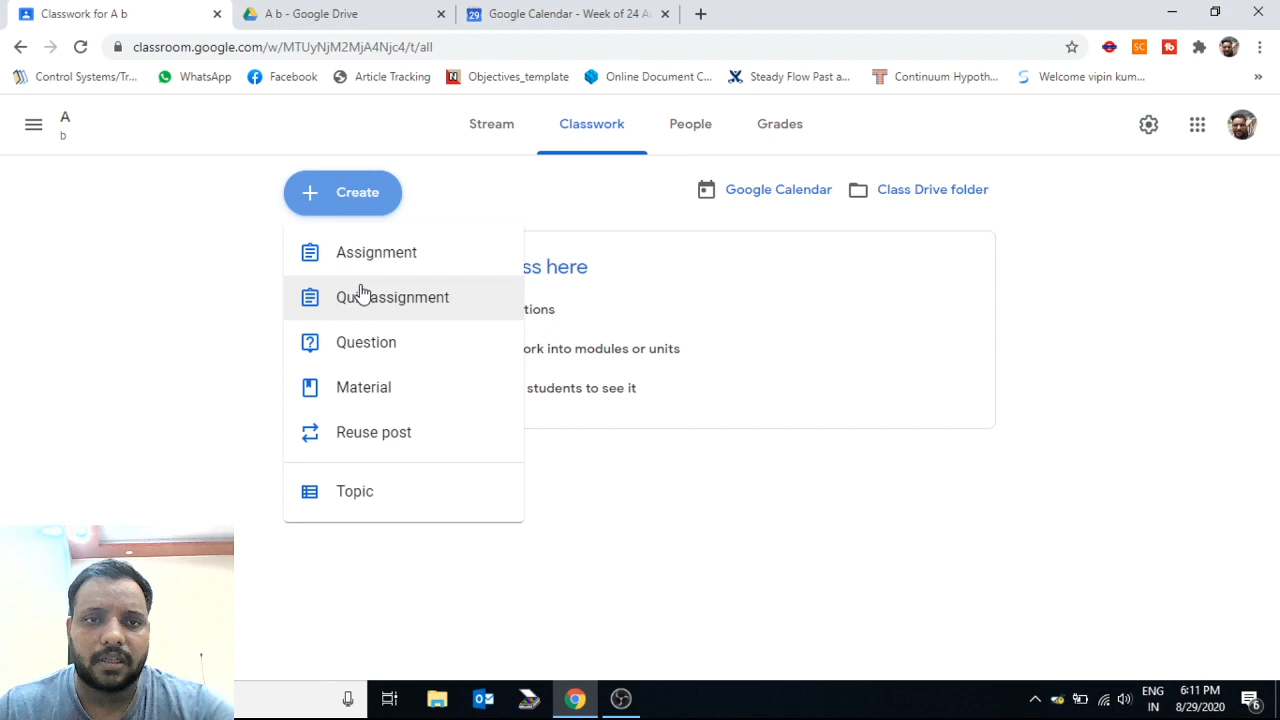 Classwork for A b
A b - Google Drive
Google Calendar - Week of 24 A
classroom.google.com/w/MTUyNjM2MjA4Njc4/t/all
Control Systems/Tr...
WhatsApp
Facebook
Article Tracking
Objectives_template
Online Document C...
Steady Flow Past a...
Continuum Hypoth...
Welcome vipin kum...
»
A
b
Stream
Classwork
People
Grades
Create
Google Calendar
Class Drive folder
Assignment
Quiz assignment
Question
Material
Reuse post
Topic
ss here
tions
ork into modules or units
students to see it
ENG
IN
6:11 PM
8/29/2020
6